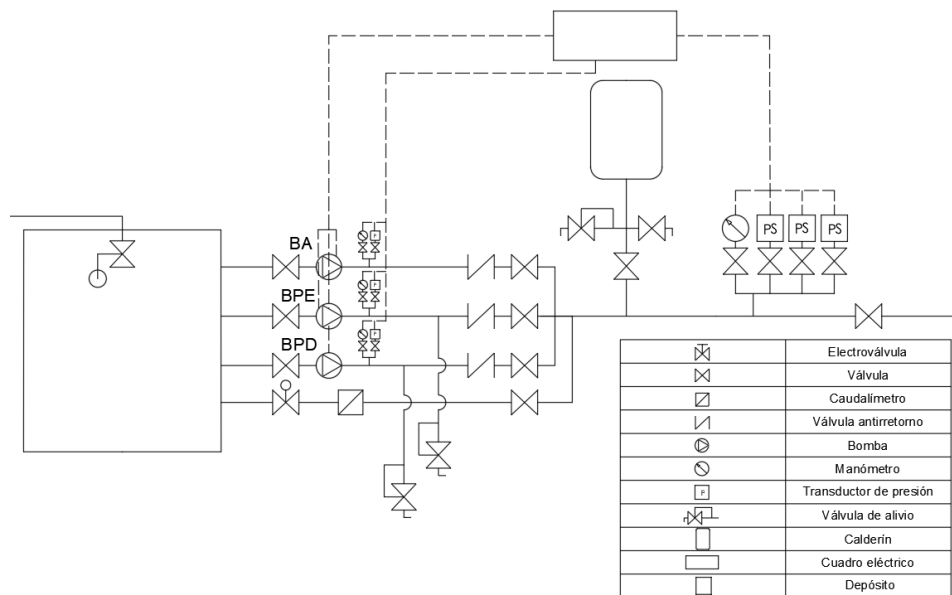 BA
BPE
BPD
P
P
P
PS
PS
PS
Electroválvula
Válvula
Caudalímetro
Válvula antirretorno
Bomba
Manómetro
P
Transductor de presión
Válvula de alivio
Calderín
Cuadro eléctrico
Depósito